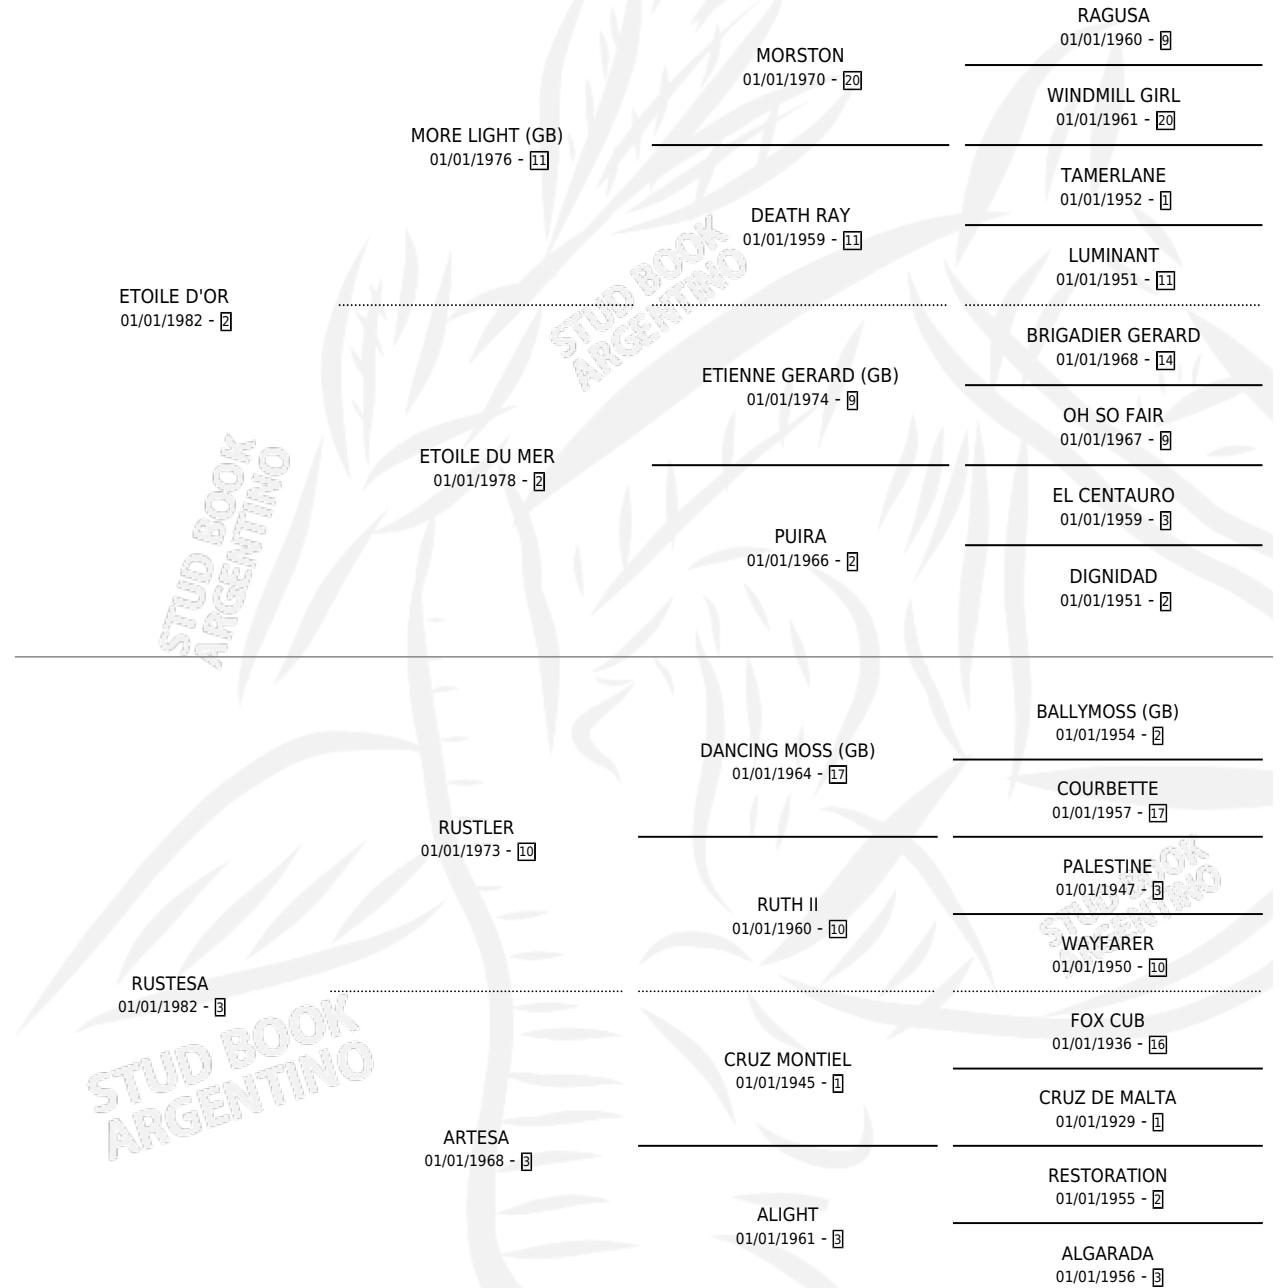 ETOILE D'OR
01/01/1982 - 2
MORE LIGHT (GB)
01/01/1976 - 11
MORSTON
01/01/1970 - 20
RAGUSA
01/01/1960 - 9
WINDMILL GIRL
01/01/1961 - 20
DEATH RAY
01/01/1959 - 11
TAMERLANE
01/01/1952 - 1
LUMINANT
01/01/1951 - 11
ETOILE DU MER
01/01/1978 - 2
ETIENNE GERARD (GB)
01/01/1974 - 9
BRIGADIER GERARD
01/01/1968 - 14
OH SO FAIR
01/01/1967 - 9
PUIRA
01/01/1966 - 2
EL CENTAURO
01/01/1959 - 3
DIGNIDAD
01/01/1951 - 2
RUSTESA
01/01/1982 - 3
RUSTLER
01/01/1973 - 10
DANCING MOSS (GB)
01/01/1964 - 17
BALLYMOSS (GB)
01/01/1954 - 2
COURBETTE
01/01/1957 - 17
RUTH II
01/01/1960 - 10
PALESTINE
01/01/1947 - 3
WAYFARER
01/01/1950 - 10
ARTESA
01/01/1968 - 3
CRUZ MONTIEL
01/01/1945 - 1
FOX CUB
01/01/1936 - 16
CRUZ DE MALTA
01/01/1929 - 1
ALIGHT
01/01/1961 - 3
RESTORATION
01/01/1955 - 2
ALGARADA
01/01/1956 - 3
STUD BOOK
ARGENTINO
STUD BOOK
ARGENTINO
STUD BOOK
ARGENTINO
STUD BOOK
ARGENTINO